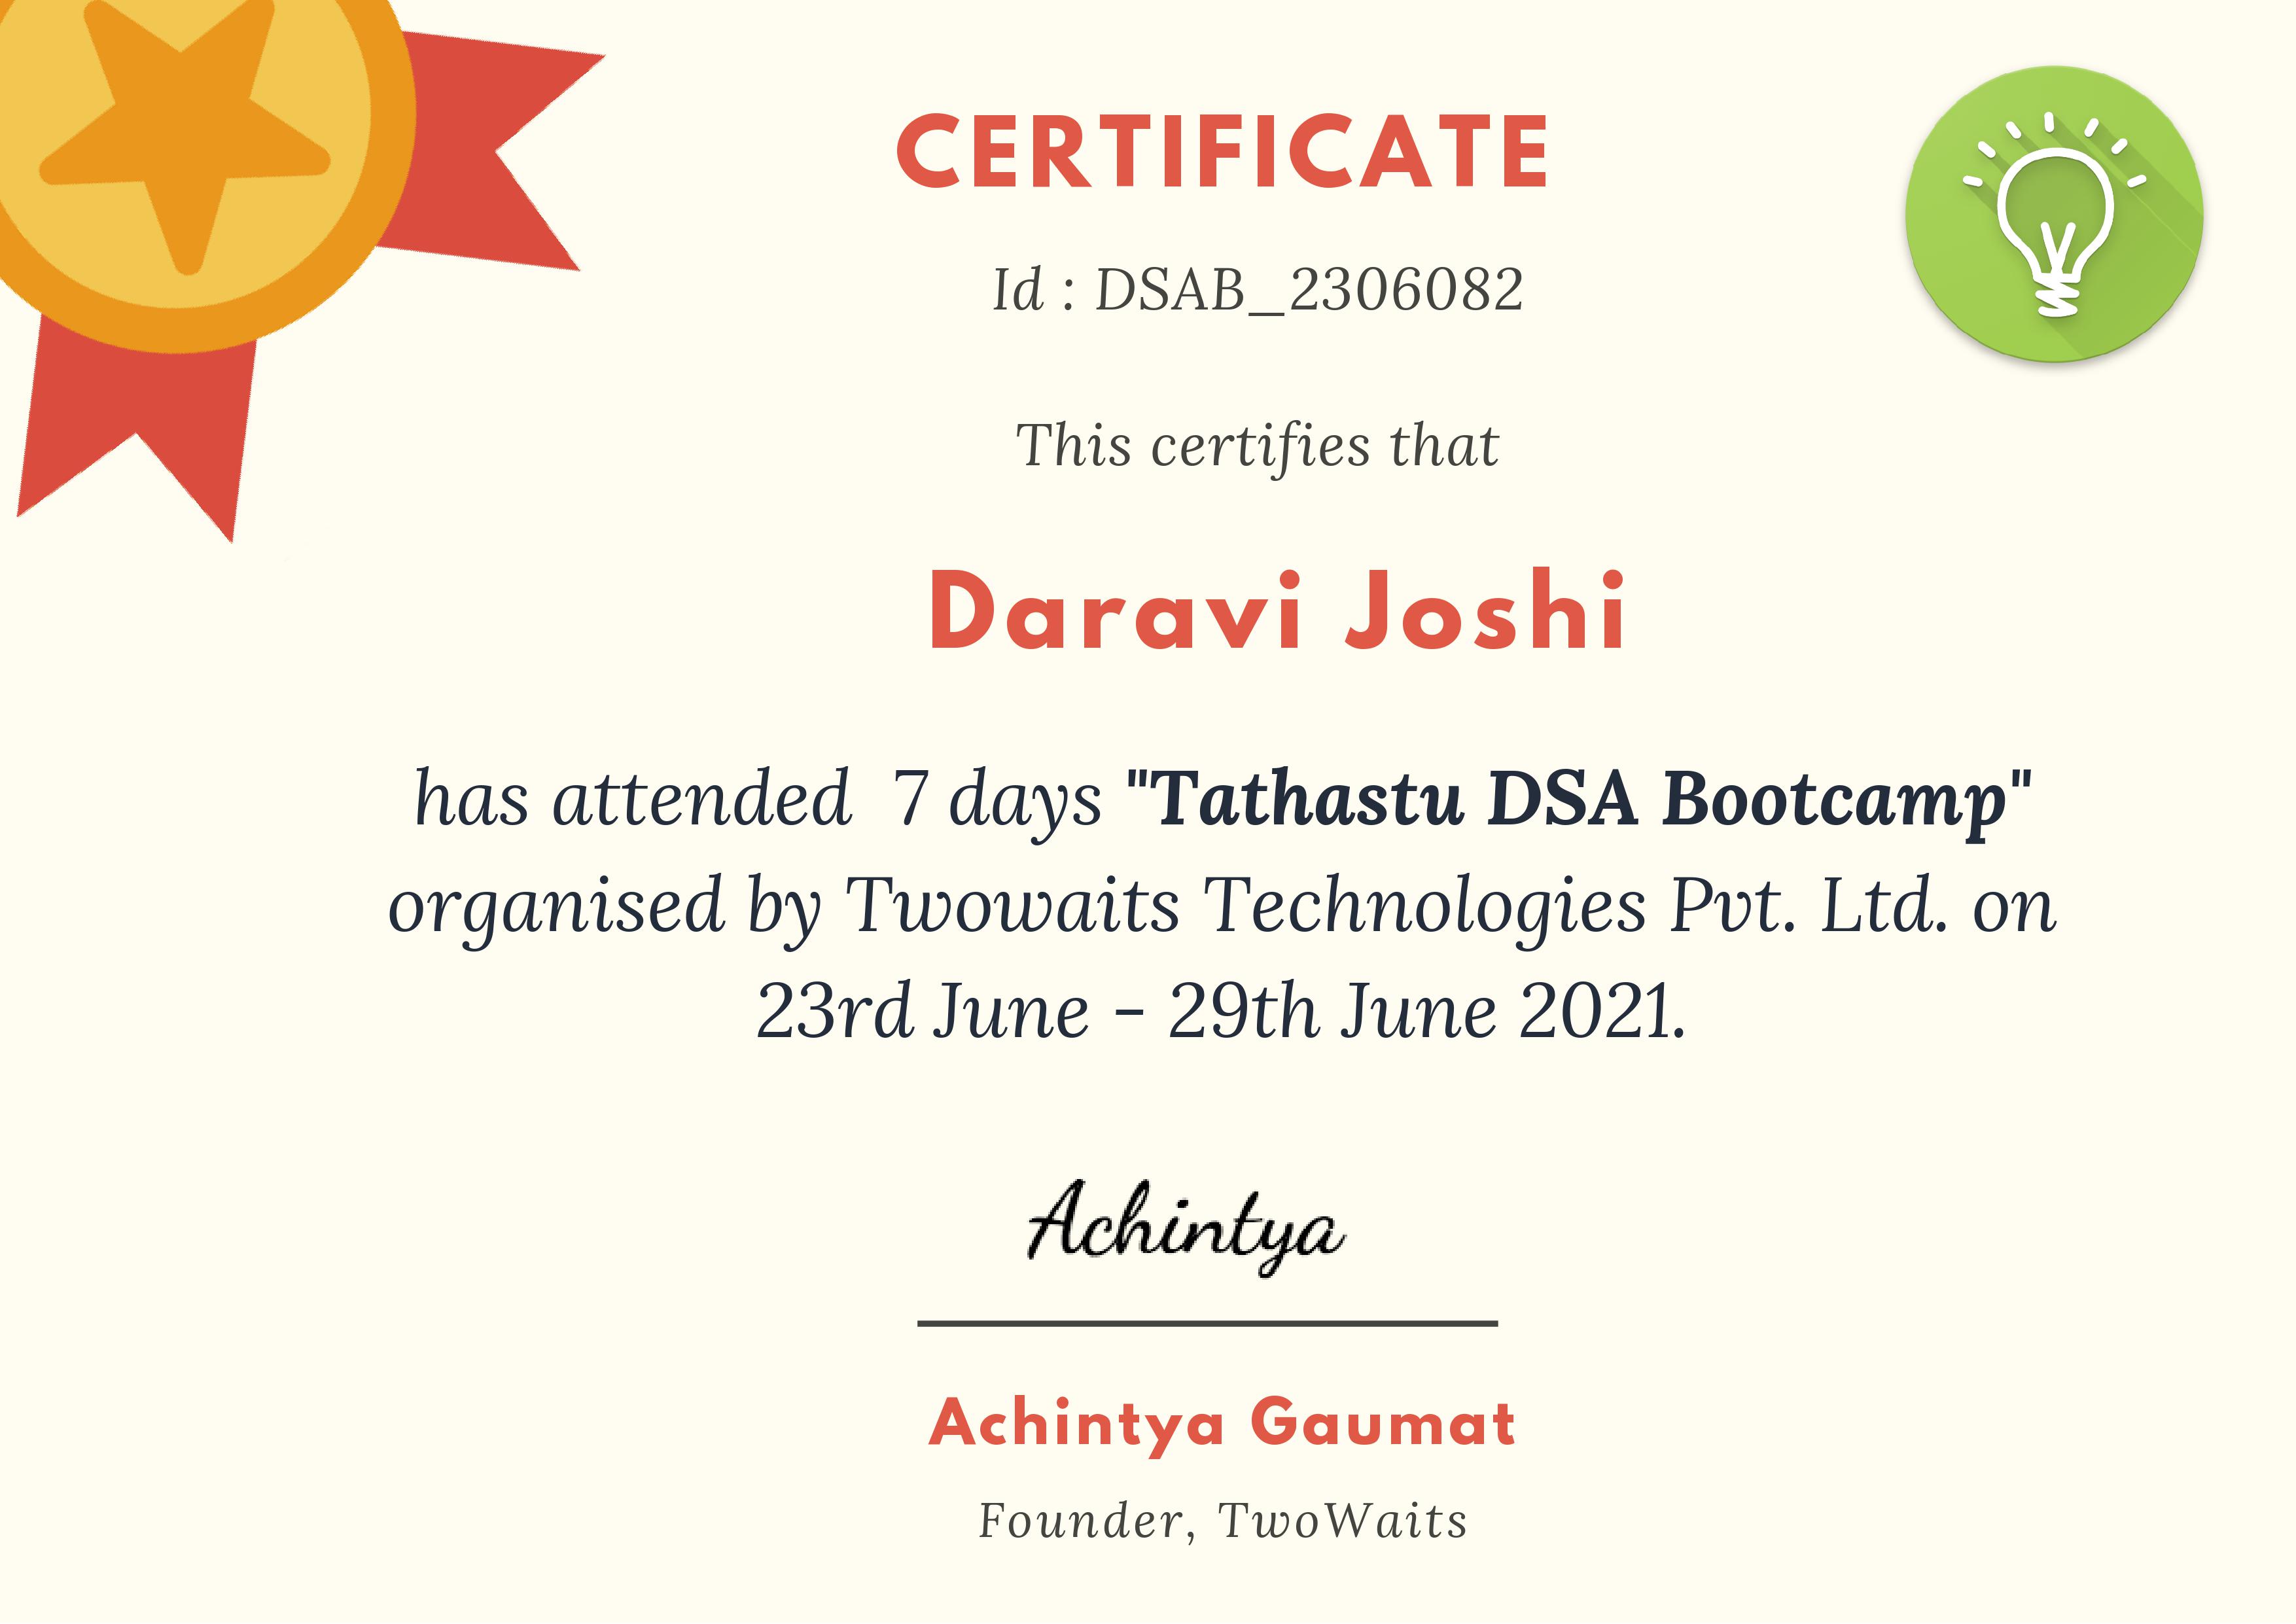 CERTIFICATE
Id : DSAB_2306082
This certifies that
Daravi Joshi
has attended  7 days "Tathastu DSA Bootcamp"
organised by Twowaits Technologies Pvt. Ltd. on
23rd June - 29th June 2021.
Achintya
Achintya Gaumat
Founder, TwoWaits